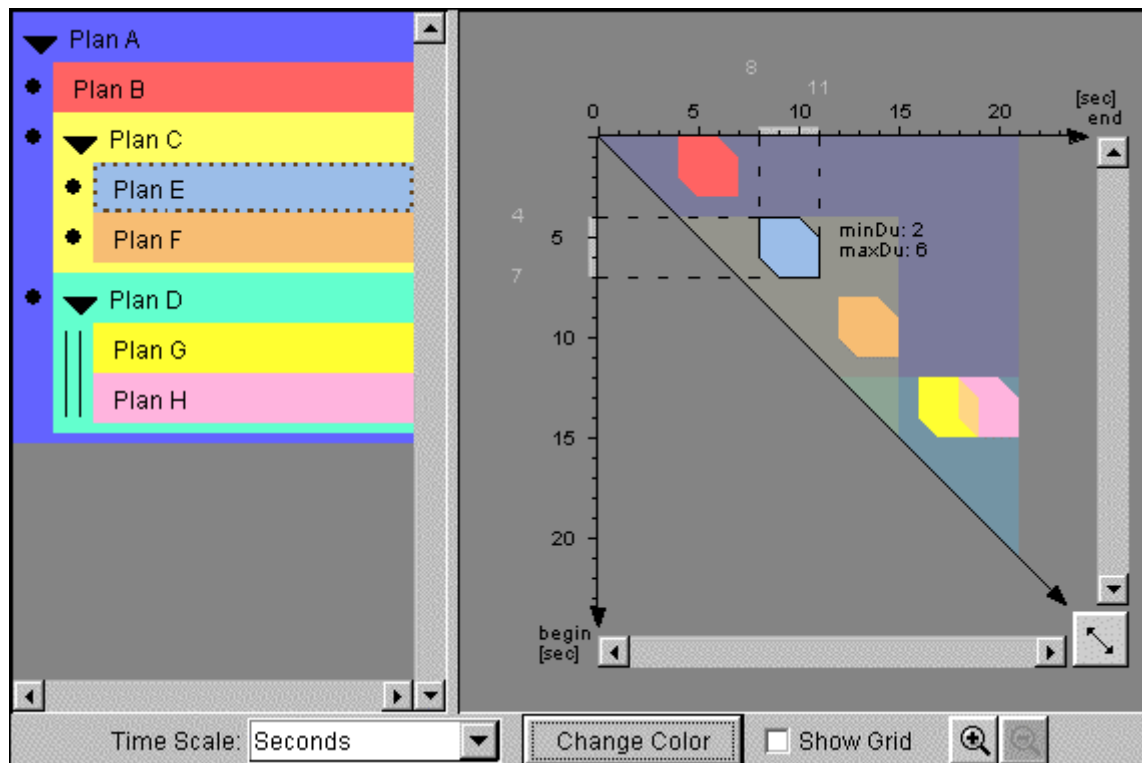 Plan A
Plan B
Plan C
Plan E
Plan F
Plan D
Plan G
Plan H
8
11
0 5 10 15 20
[sec]
end
4
5
7
10
15
20
minDu: 2
maxDu: 6
begin
[sec]
Time Scale: Seconds
Change Color
Show Grid